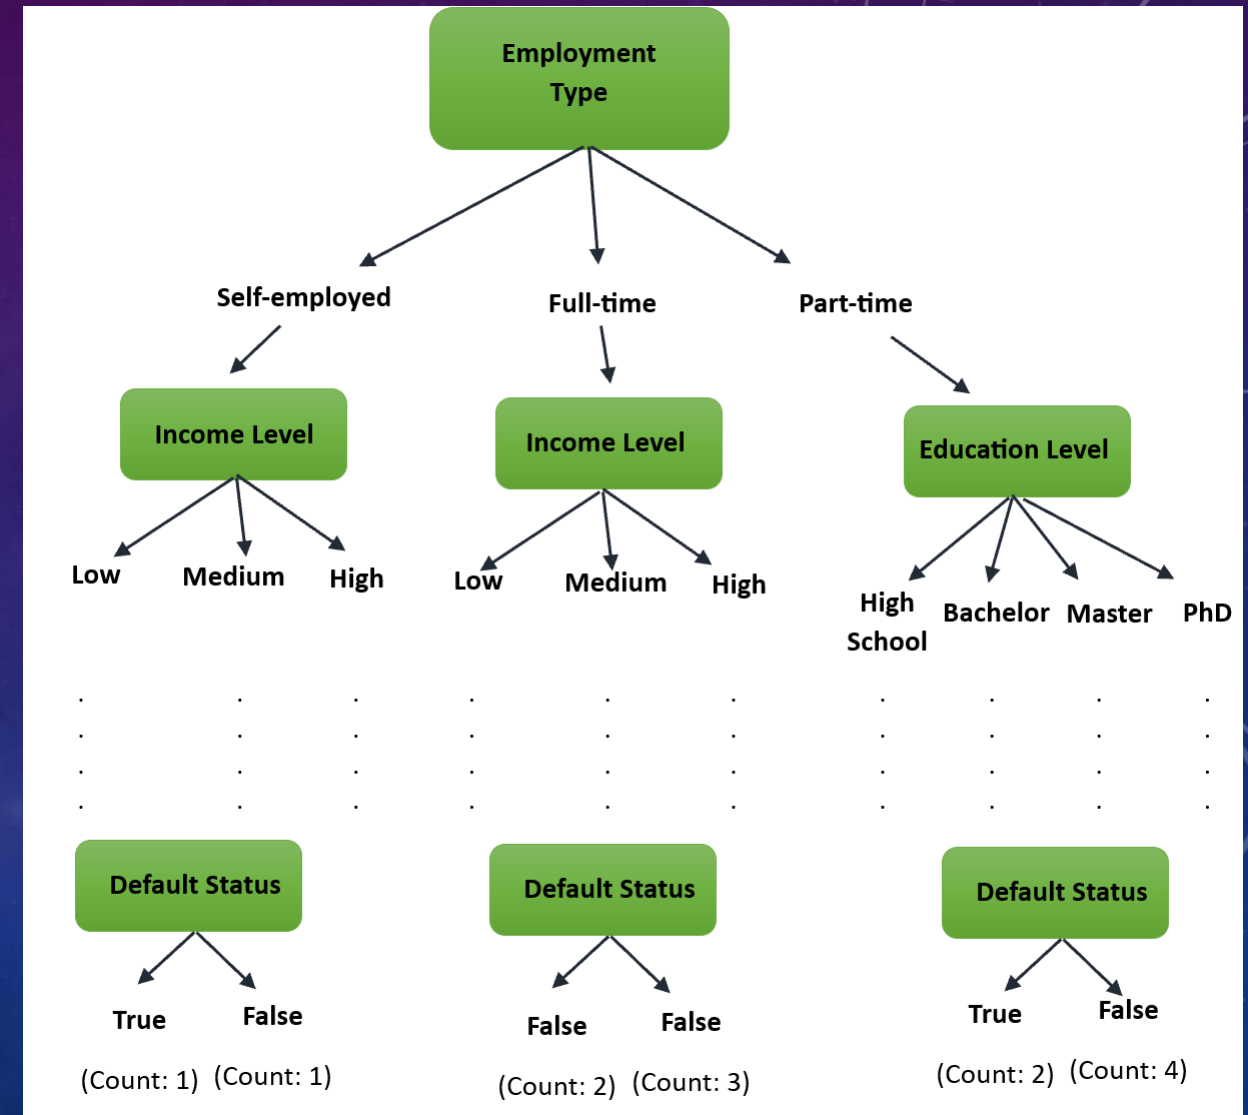 Employment
Type
Self-employed
Full-time
Part-time
Income Level
Income Level
Education Level
Low
Medium
High
Low
Medium
High
High
School
Bachelor
Master
PhD
Default Status
Default Status
Default Status
True
False
False
False
True
False
(Count: 1)
(Count: 1)
(Count: 2)
(Count: 3)
(Count: 2)
(Count: 4)